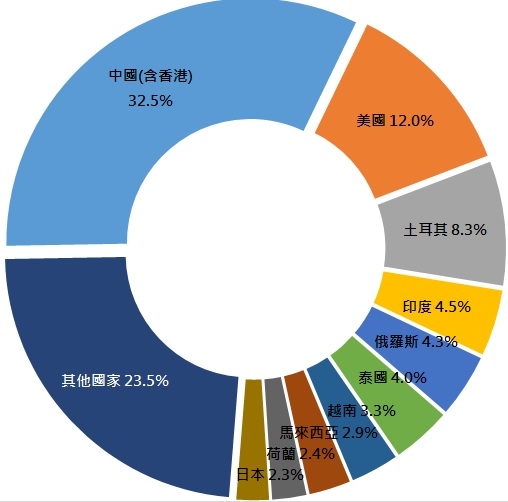 中國(含香港)
32.5%
美國 12.0%
土耳其 8.3%
印度 4.5%
俄羅斯 4.3%
泰國 4.0%
越南 3.3%
馬來西亞 2.9%
荷蘭 2.4%
日本 2.3%
其他國家 23.5%